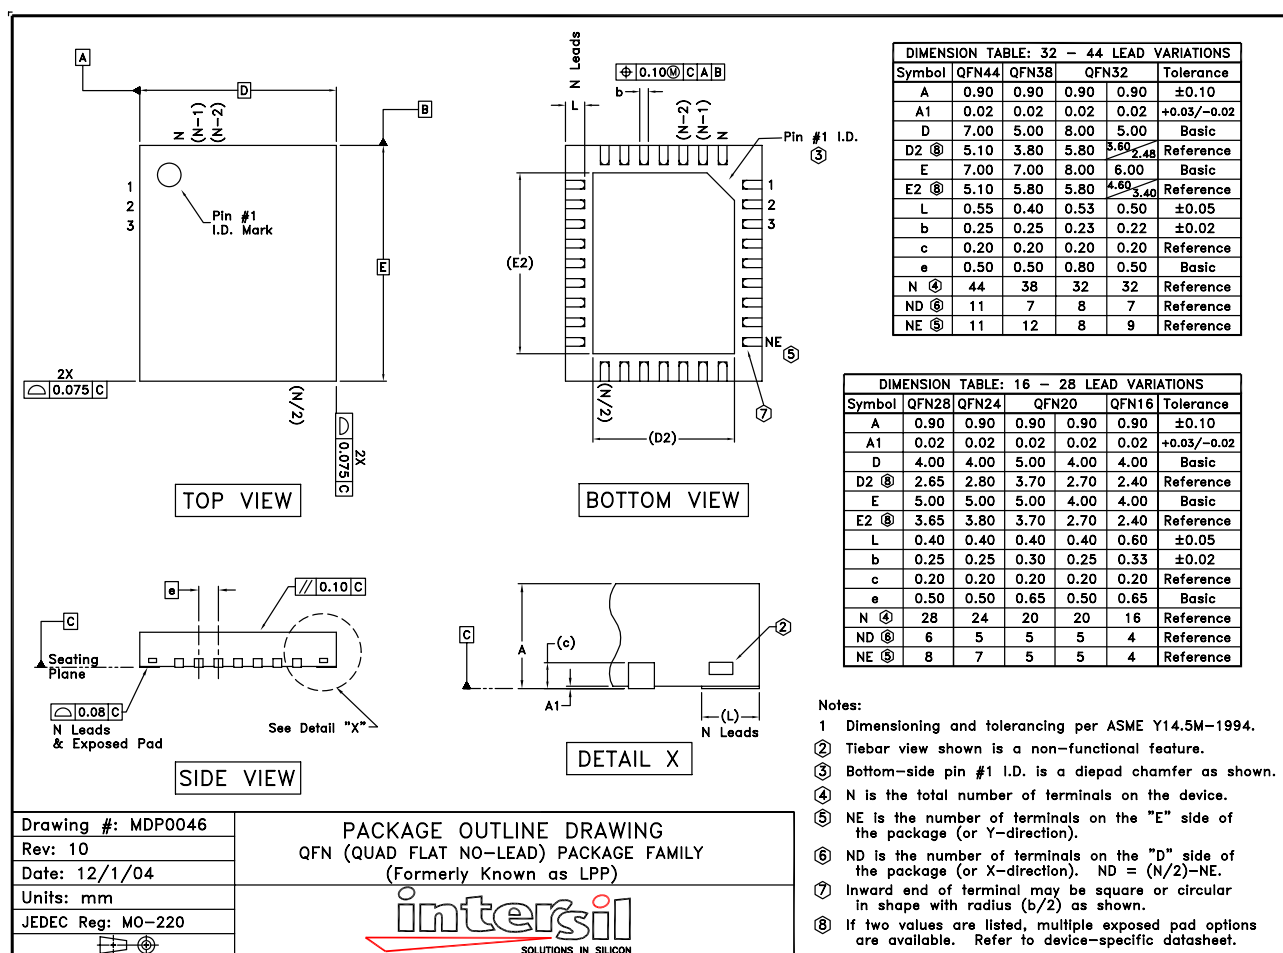 A
D
B
N
(N-1)
(N-2)
1
2
3
Pin #1
I.D. Mark
E
2X
0.075 C
(N/2)
2X
0.075 C
TOP VIEW
N Leads
L
0.10 Ⓜ C A B
b
(N-2)
(N-1)
N
Pin #1 I.D.
3
1
2
3
(E2)
NE
5
7
(N/2)
(D2)
BOTTOM VIEW
e
// 0.10 C
C
Seating
Plane
0.08 C
N Leads
& Exposed Pad
See Detail "X"
SIDE VIEW
C
A
(c)
A1
2
(L)
N Leads
DETAIL X
DIMENSION TABLE: 32 - 44 LEAD VARIATIONS
Symbol QFN44 QFN38 QFN32 Tolerance
A 0.90 0.90 0.90 0.90 ±0.10
A1 0.02 0.02 0.02 0.02 +0.03/-0.02
D 7.00 5.00 8.00 5.00 Basic
D2 8 5.10 3.80 5.80 3.60/2.48 Reference
E 7.00 7.00 8.00 6.00 Basic
E2 8 5.10 5.80 5.80 4.60/3.40 Reference
L 0.55 0.40 0.53 0.50 ±0.05
b 0.25 0.25 0.23 0.22 ±0.02
c 0.20 0.20 0.20 0.20 Reference
e 0.50 0.50 0.80 0.50 Basic
N 4 44 38 32 32 Reference
ND 6 11 7 8 7 Reference
NE 5 11 12 8 9 Reference
DIMENSION TABLE: 16 - 28 LEAD VARIATIONS
Symbol QFN28 QFN24 QFN20 QFN16 Tolerance
A 0.90 0.90 0.90 0.90 0.90 ±0.10
A1 0.02 0.02 0.02 0.02 0.02 +0.03/-0.02
D 4.00 4.00 5.00 4.00 4.00 Basic
D2 8 2.65 2.80 3.70 2.70 2.40 Reference
E 5.00 5.00 5.00 4.00 4.00 Basic
E2 8 3.65 3.80 3.70 2.70 2.40 Reference
L 0.40 0.40 0.40 0.40 0.60 ±0.05
b 0.25 0.25 0.30 0.25 0.33 ±0.02
c 0.20 0.20 0.20 0.20 0.20 Reference
e 0.50 0.50 0.65 0.50 0.65 Basic
N 4 28 24 20 20 16 Reference
ND 6 6 5 5 5 4 Reference
NE 5 8 7 5 5 4 Reference
Notes:
1 Dimensioning and tolerancing per ASME Y14.5M-1994.
2 Tiebar view shown is a non-functional feature.
3 Bottom-side pin #1 I.D. is a diepad chamfer as shown.
4 N is the total number of terminals on the device.
5 NE is the number of terminals on the "E" side of
the package (or Y-direction).
6 ND is the number of terminals on the "D" side of
the package (or X-direction). ND = (N/2)-NE.
7 Inward end of terminal may be square or circular
in shape with radius (b/2) as shown.
8 If two values are listed, multiple exposed pad options
are available. Refer to device-specific datasheet.
Drawing #: MDP0046
Rev: 10
Date: 12/1/04
Units: mm
JEDEC Reg: MO-220
PACKAGE OUTLINE DRAWING
QFN (QUAD FLAT NO-LEAD) PACKAGE FAMILY
(Formerly Known as LPP)
intersil
SOLUTIONS IN SILICON